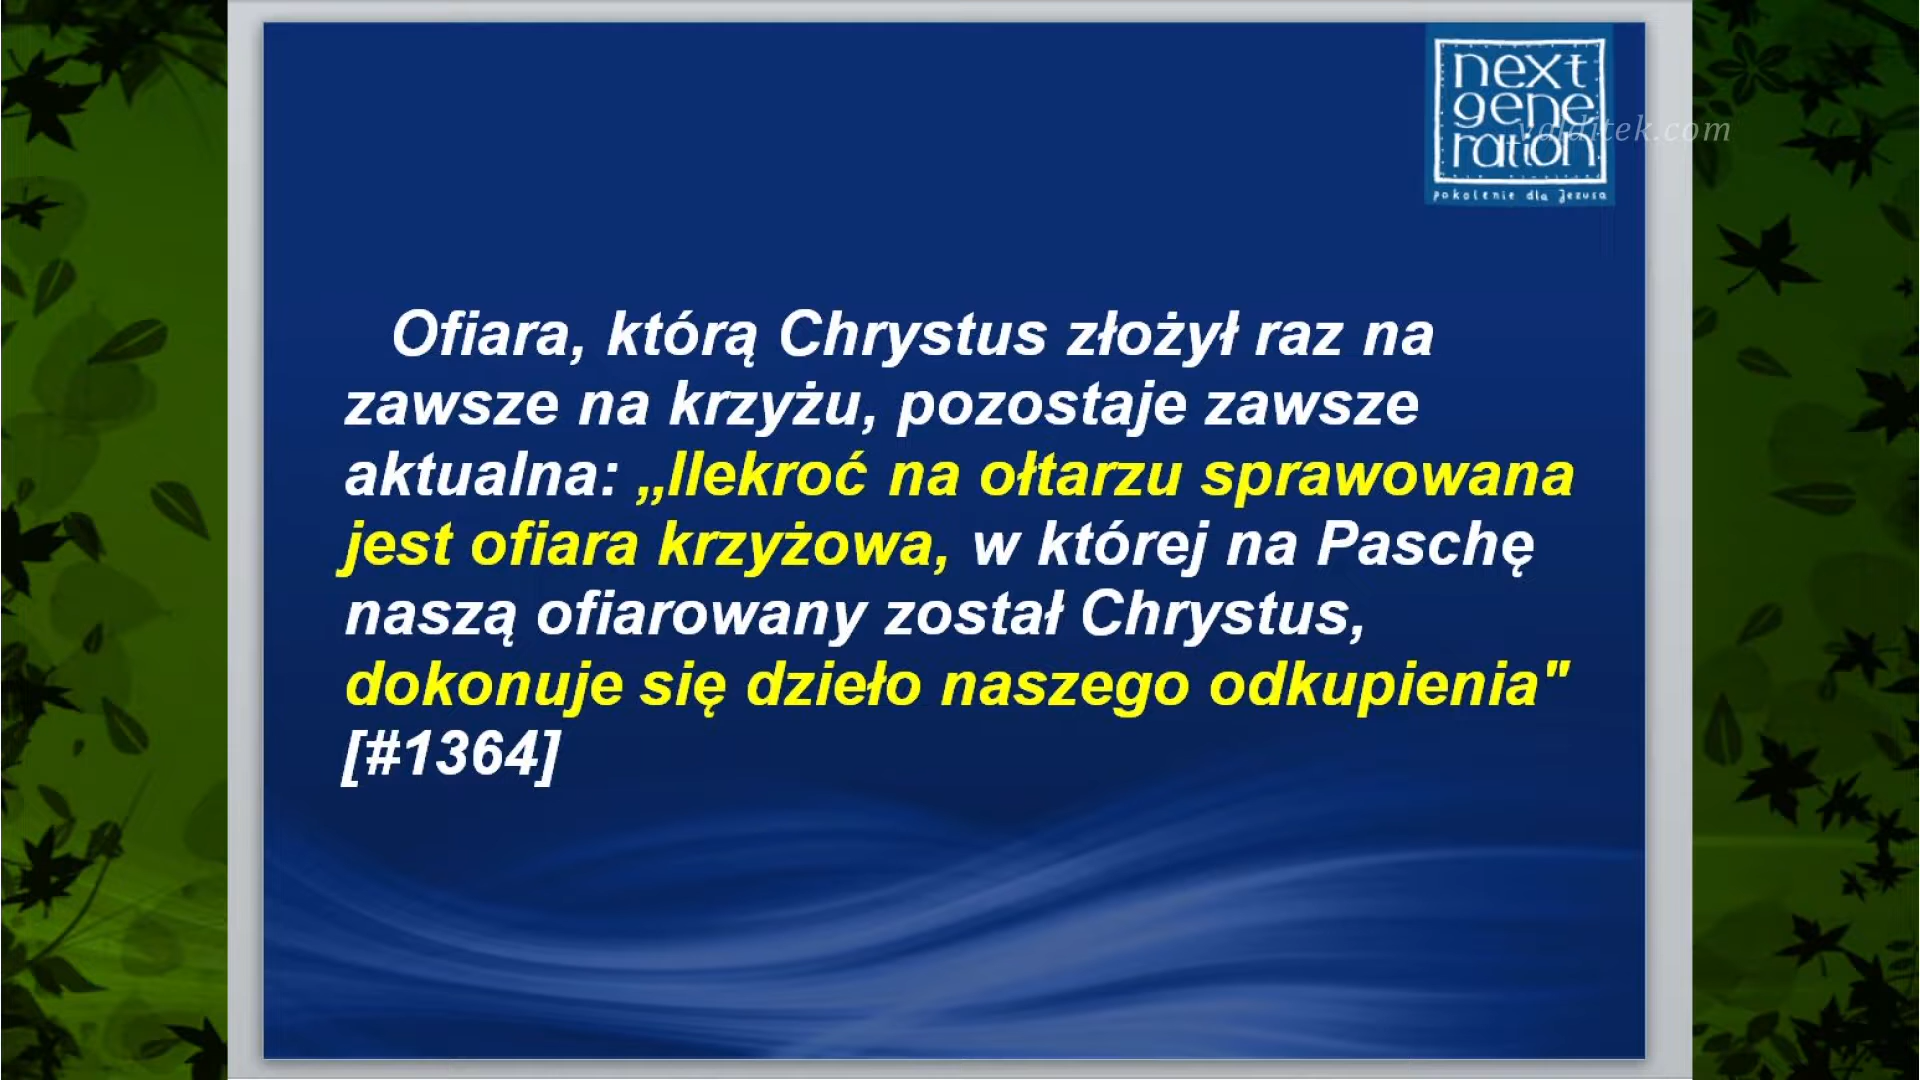 next
gene
ration
pokolenie dla Jezusa
valditek.com
Ofiara, którą Chrystus złożył raz na
zawsze na krzyżu, pozostaje zawsze
aktualna: „Ilekroć na ołtarzu sprawowana
jest ofiara krzyżowa, w której na Paschę
naszą ofiarowany został Chrystus,
dokonuje się dzieło naszego odkupienia"
[#1364]